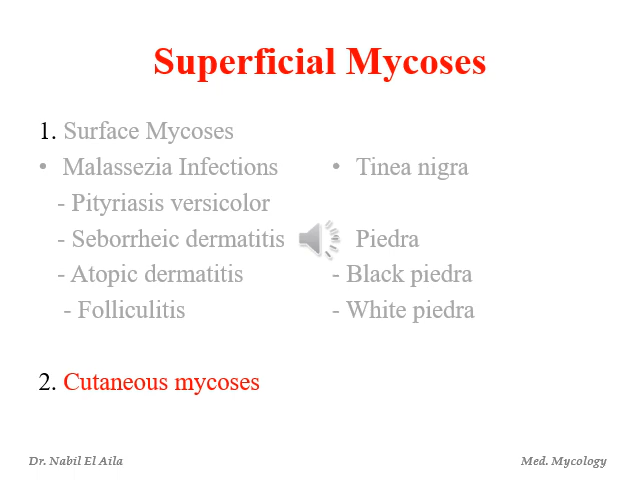 Superficial Mycoses
1. Surface Mycoses
• Malassezia Infections
- Pityriasis versicolor
- Seborrheic dermatitis
- Atopic dermatitis
- Folliculitis
• Tinea nigra
Piedra
- Black piedra
- White piedra
2. Cutaneous mycoses
Dr. Nabil El Aila
Med. Mycology